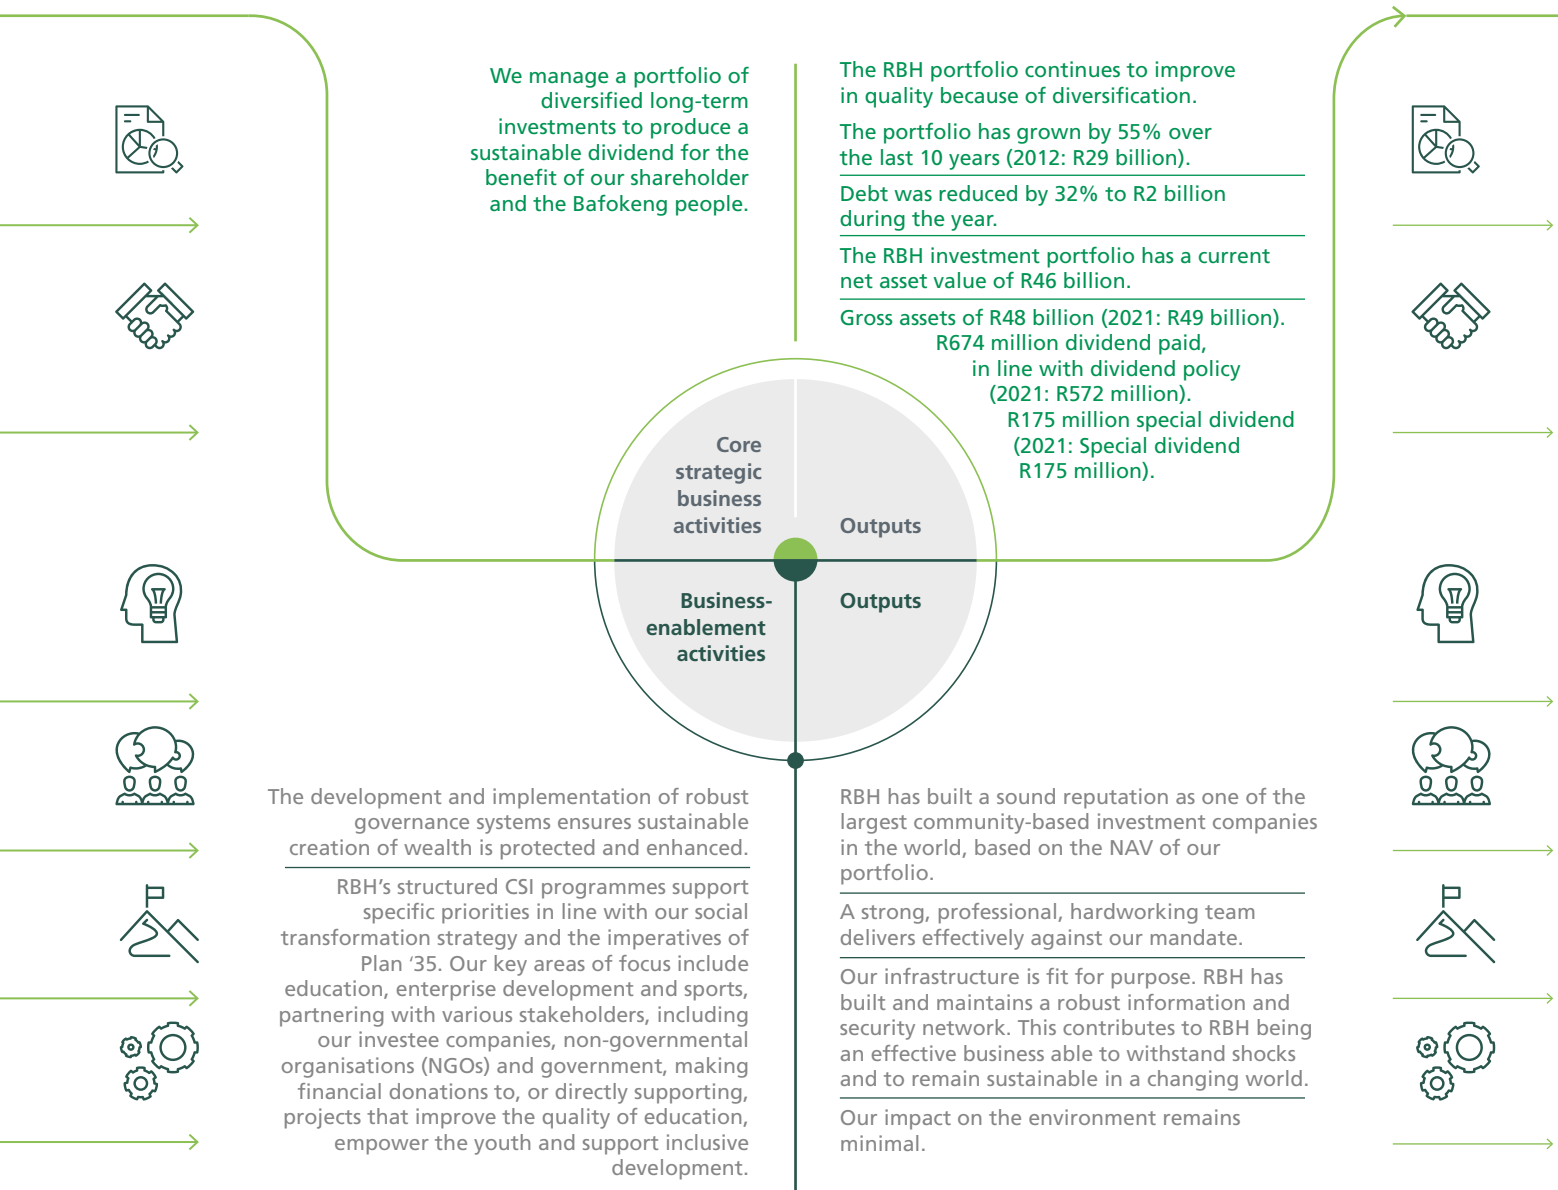 We manage a portfolio of
diversified long-term
investments to produce a
sustainable dividend for the
benefit of our shareholder
and the Bafokeng people.
The RBH portfolio continues to improve
in quality because of diversification.
The portfolio has grown by 55% over
the last 10 years (2012: R29 billion).
Debt was reduced by 32% to R2 billion
during the year.
The RBH investment portfolio has a current
net asset value of R46 billion.
Gross assets of R48 billion (2021: R49 billion).
R674 million dividend paid,
in line with dividend policy
(2021: R572 million).
R175 million special dividend
(2021: Special dividend
R175 million).
Core
strategic
business
activities
Outputs
Business-
enablement
activities
Outputs
The development and implementation of robust
governance systems ensures sustainable
creation of wealth is protected and enhanced.
RBH’s structured CSI programmes support
specific priorities in line with our social
transformation strategy and the imperatives of
Plan ‘35. Our key areas of focus include
education, enterprise development and sports,
partnering with various stakeholders, including
our investee companies, non-governmental
organisations (NGOs) and government, making
financial donations to, or directly supporting,
projects that improve the quality of education,
empower the youth and support inclusive
development.
RBH has built a sound reputation as one of the
largest community-based investment companies
in the world, based on the NAV of our
portfolio.
A strong, professional, hardworking team
delivers effectively against our mandate.
Our infrastructure is fit for purpose. RBH has
built and maintains a robust information and
security network. This contributes to RBH being
an effective business able to withstand shocks
and to remain sustainable in a changing world.
Our impact on the environment remains
minimal.